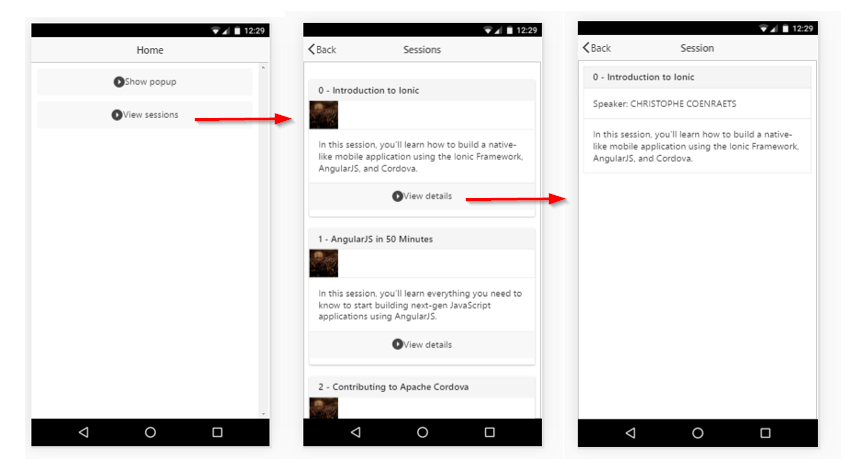 12:29
Home
Show popup
View sessions
12:29
Back Sessions
0 - Introduction to Ionic
In this session, you'll learn how to build a native-
like mobile application using the Ionic Framework,
AngularJS, and Cordova.
View details
1 - AngularJS in 50 Minutes
In this session, you'll learn everything you need to
know to start building next-gen JavaScript
applications using AngularJS.
View details
2 - Contributing to Apache Cordova
12:29
Back Session
0 - Introduction to Ionic
Speaker: CHRISTOPHE COENRAETS
In this session, you'll learn how to build a native-
like mobile application using the Ionic Framework,
AngularJS, and Cordova.